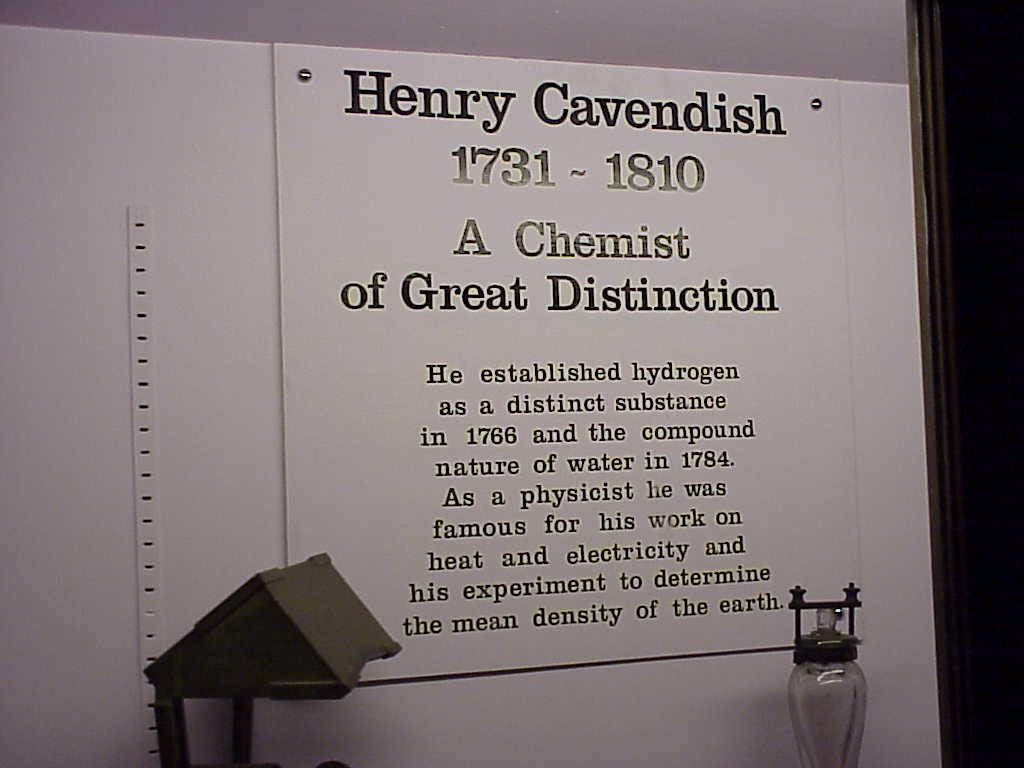 Henry Cavendish
1731 ~ 1810
A Chemist
of Great Distinction
He established hydrogen
as a distinct substance
in 1766 and the compound
nature of water in 1784.
As a physicist he was
famous for his work on
heat and electricity and
his experiment to determine
the mean density of the earth.